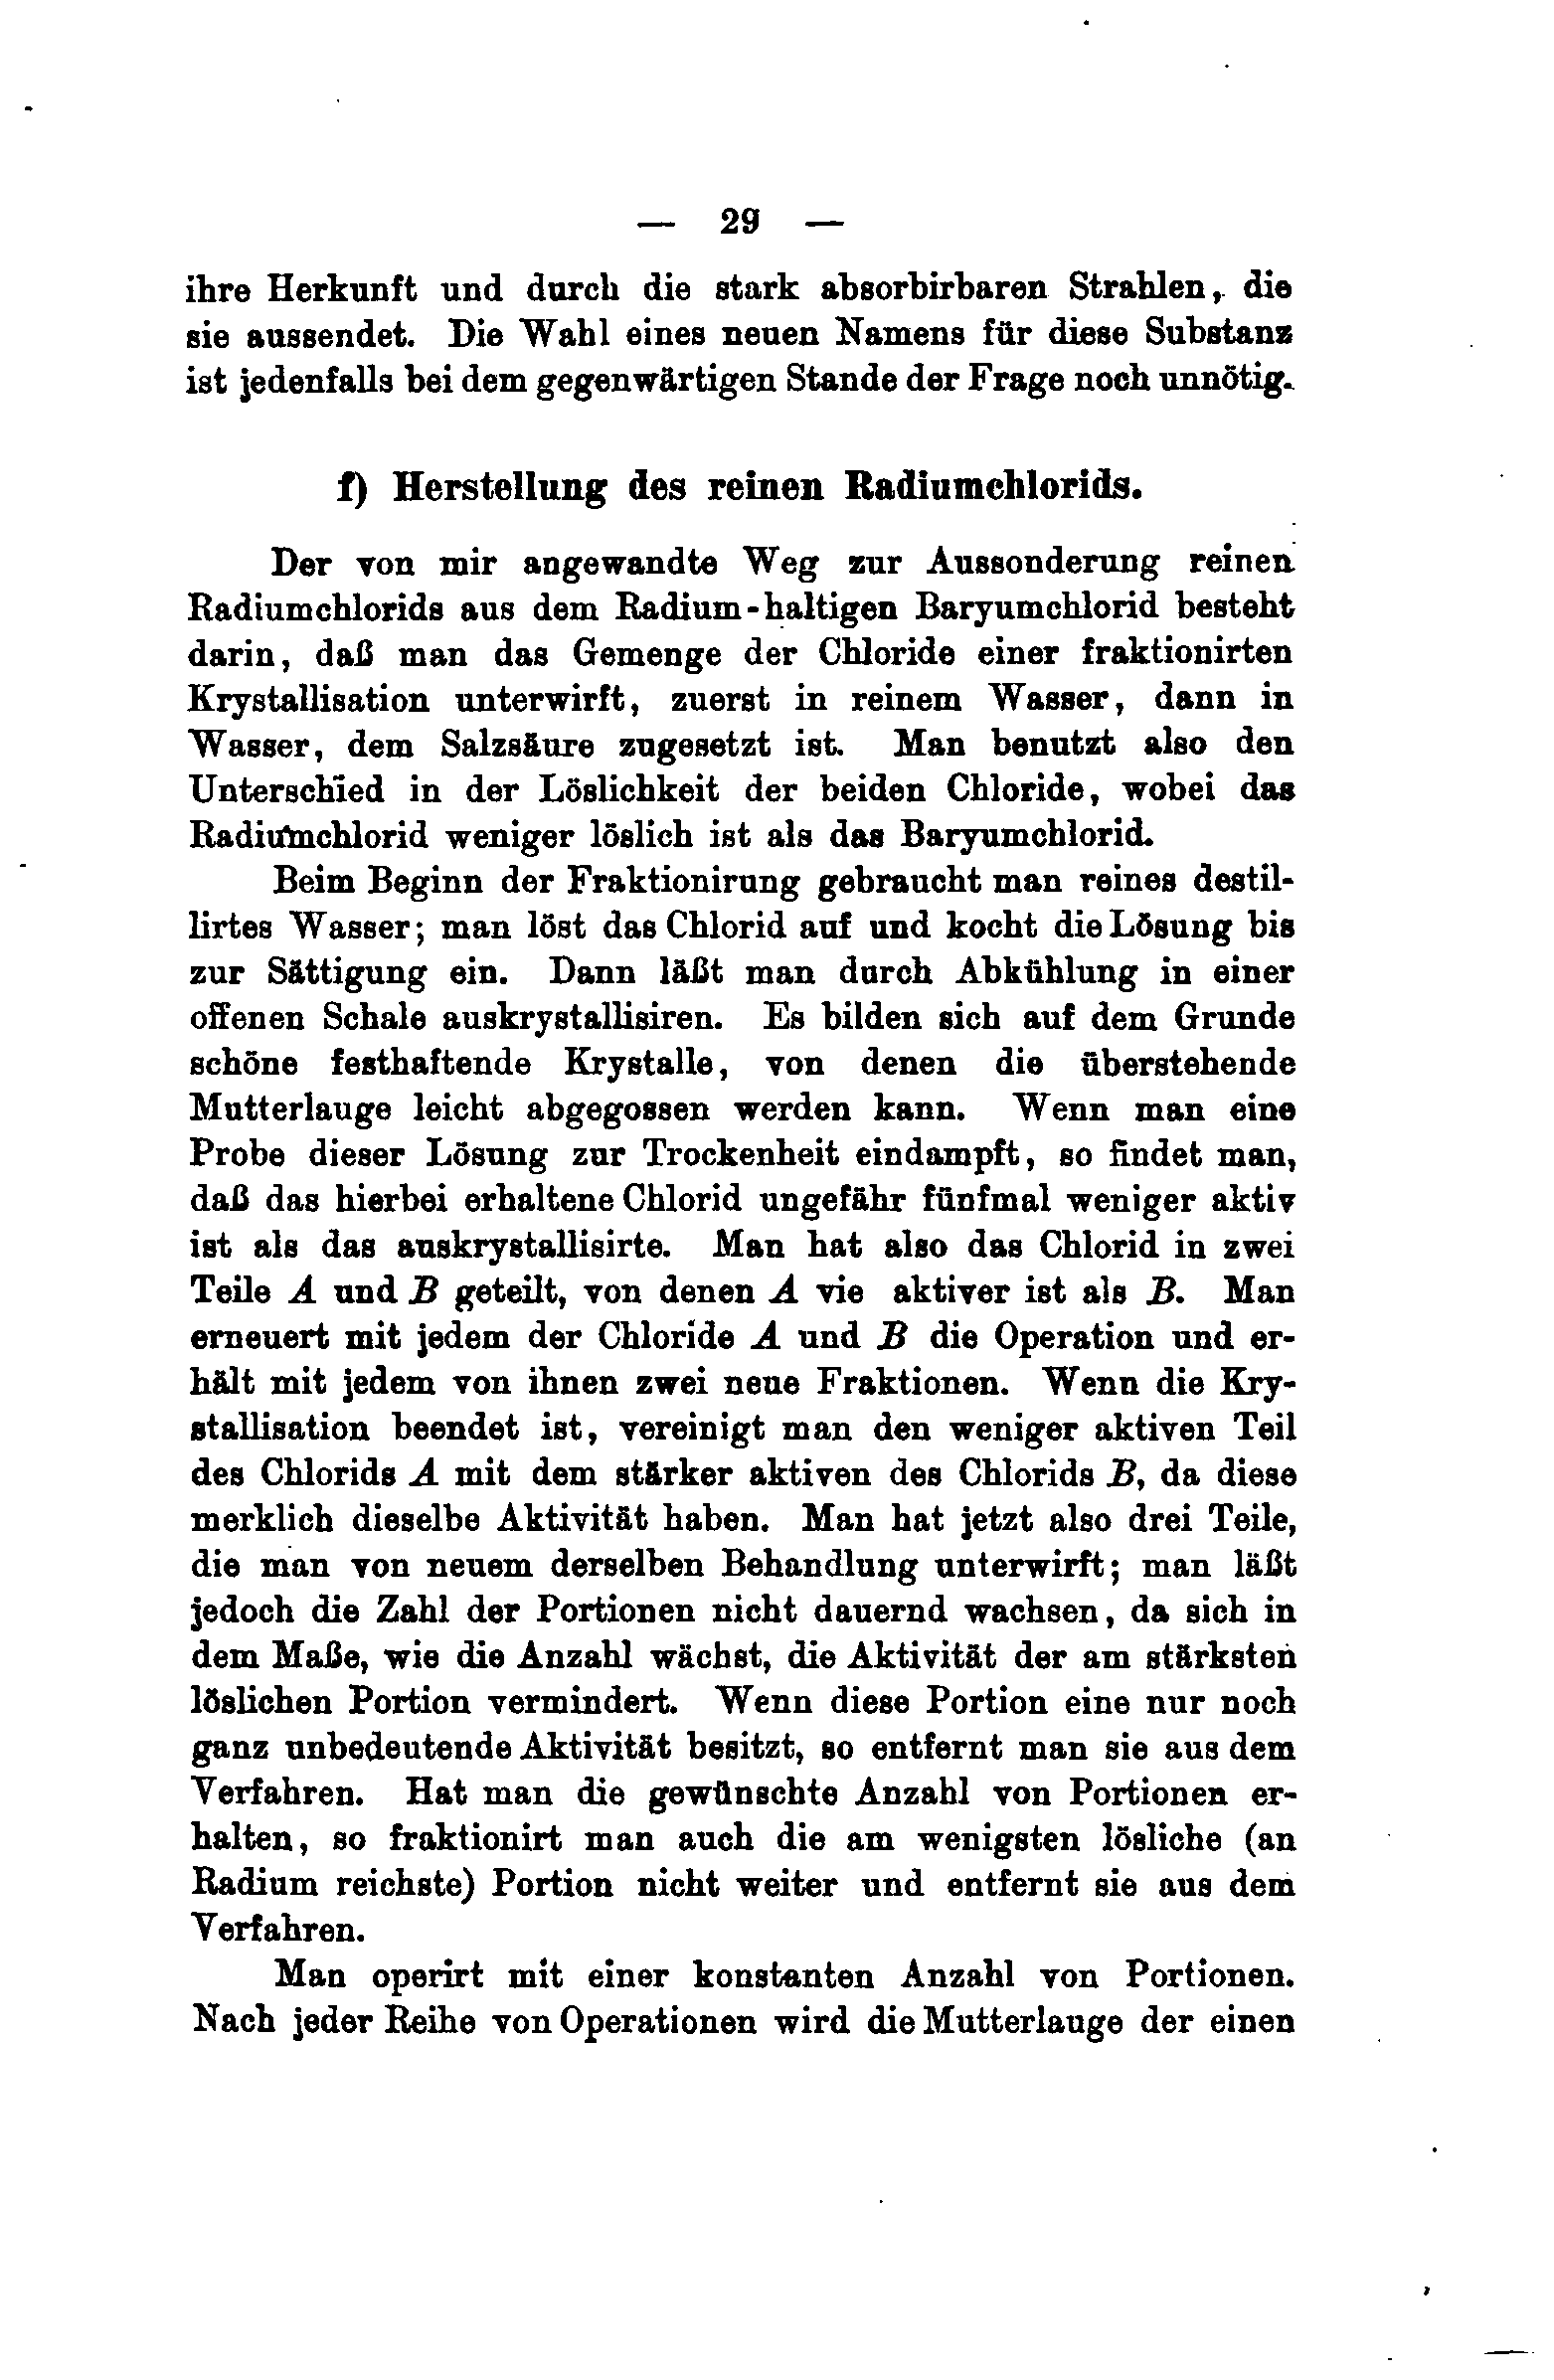 — 29 —
ihre Herkunft und durch die stark absorbirbaren Strahlen, die
sie aussendet. Die Wahl eines neuen Namens für diese Substanz
ist jedenfalls bei dem gegenwärtigen Stande der Frage noch unnötig.
f) Herstellung des reinen Radiumchlorids.
Der von mir angewandte Weg zur Aussonderung reinen
Radiumchlorids aus dem Radium-haltigen Baryumchlorid besteht
darin, daß man das Gemenge der Chloride einer fraktionirten
Krystallisation unterwirft, zuerst in reinem Wasser, dann in
Wasser, dem Salzsäure zugesetzt ist. Man benutzt also den
Unterschied in der Löslichkeit der beiden Chloride, wobei das
Radiumchlorid weniger löslich ist als das Baryumchlorid.
Beim Beginn der Fraktionirung gebraucht man reines destil-
lirtes Wasser; man löst das Chlorid auf und kocht die Lösung bis
zur Sättigung ein. Dann läßt man durch Abkühlung in einer
offenen Schale auskrystallisiren. Es bilden sich auf dem Grunde
schöne festhaftende Krystalle, von denen die überstehende
Mutterlauge leicht abgegossen werden kann. Wenn man eine
Probe dieser Lösung zur Trockenheit eindampft, so findet man,
daß das hierbei erhaltene Chlorid ungefähr fünfmal weniger aktiv
ist als das auskrystallisirte. Man hat also das Chlorid in zwei
Teile A und B geteilt, von denen A vie aktiver ist als B. Man
erneuert mit jedem der Chloride A und B die Operation und er-
hält mit jedem von ihnen zwei neue Fraktionen. Wenn die Kry-
stallisation beendet ist, vereinigt man den weniger aktiven Teil
des Chlorids A mit dem stärker aktiven des Chlorids B, da diese
merklich dieselbe Aktivität haben. Man hat jetzt also drei Teile,
die man von neuem derselben Behandlung unterwirft; man läßt
jedoch die Zahl der Portionen nicht dauernd wachsen, da sich in
dem Maße, wie die Anzahl wächst, die Aktivität der am stärksten
löslichen Portion vermindert. Wenn diese Portion eine nur noch
ganz unbedeutende Aktivität besitzt, so entfernt man sie aus dem
Verfahren. Hat man die gewünschte Anzahl von Portionen er-
halten, so fraktionirt man auch die am wenigsten lösliche (an
Radium reichste) Portion nicht weiter und entfernt sie aus dem
Verfahren.
Man operirt mit einer konstanten Anzahl von Portionen.
Nach jeder Reihe von Operationen wird die Mutterlauge der einen